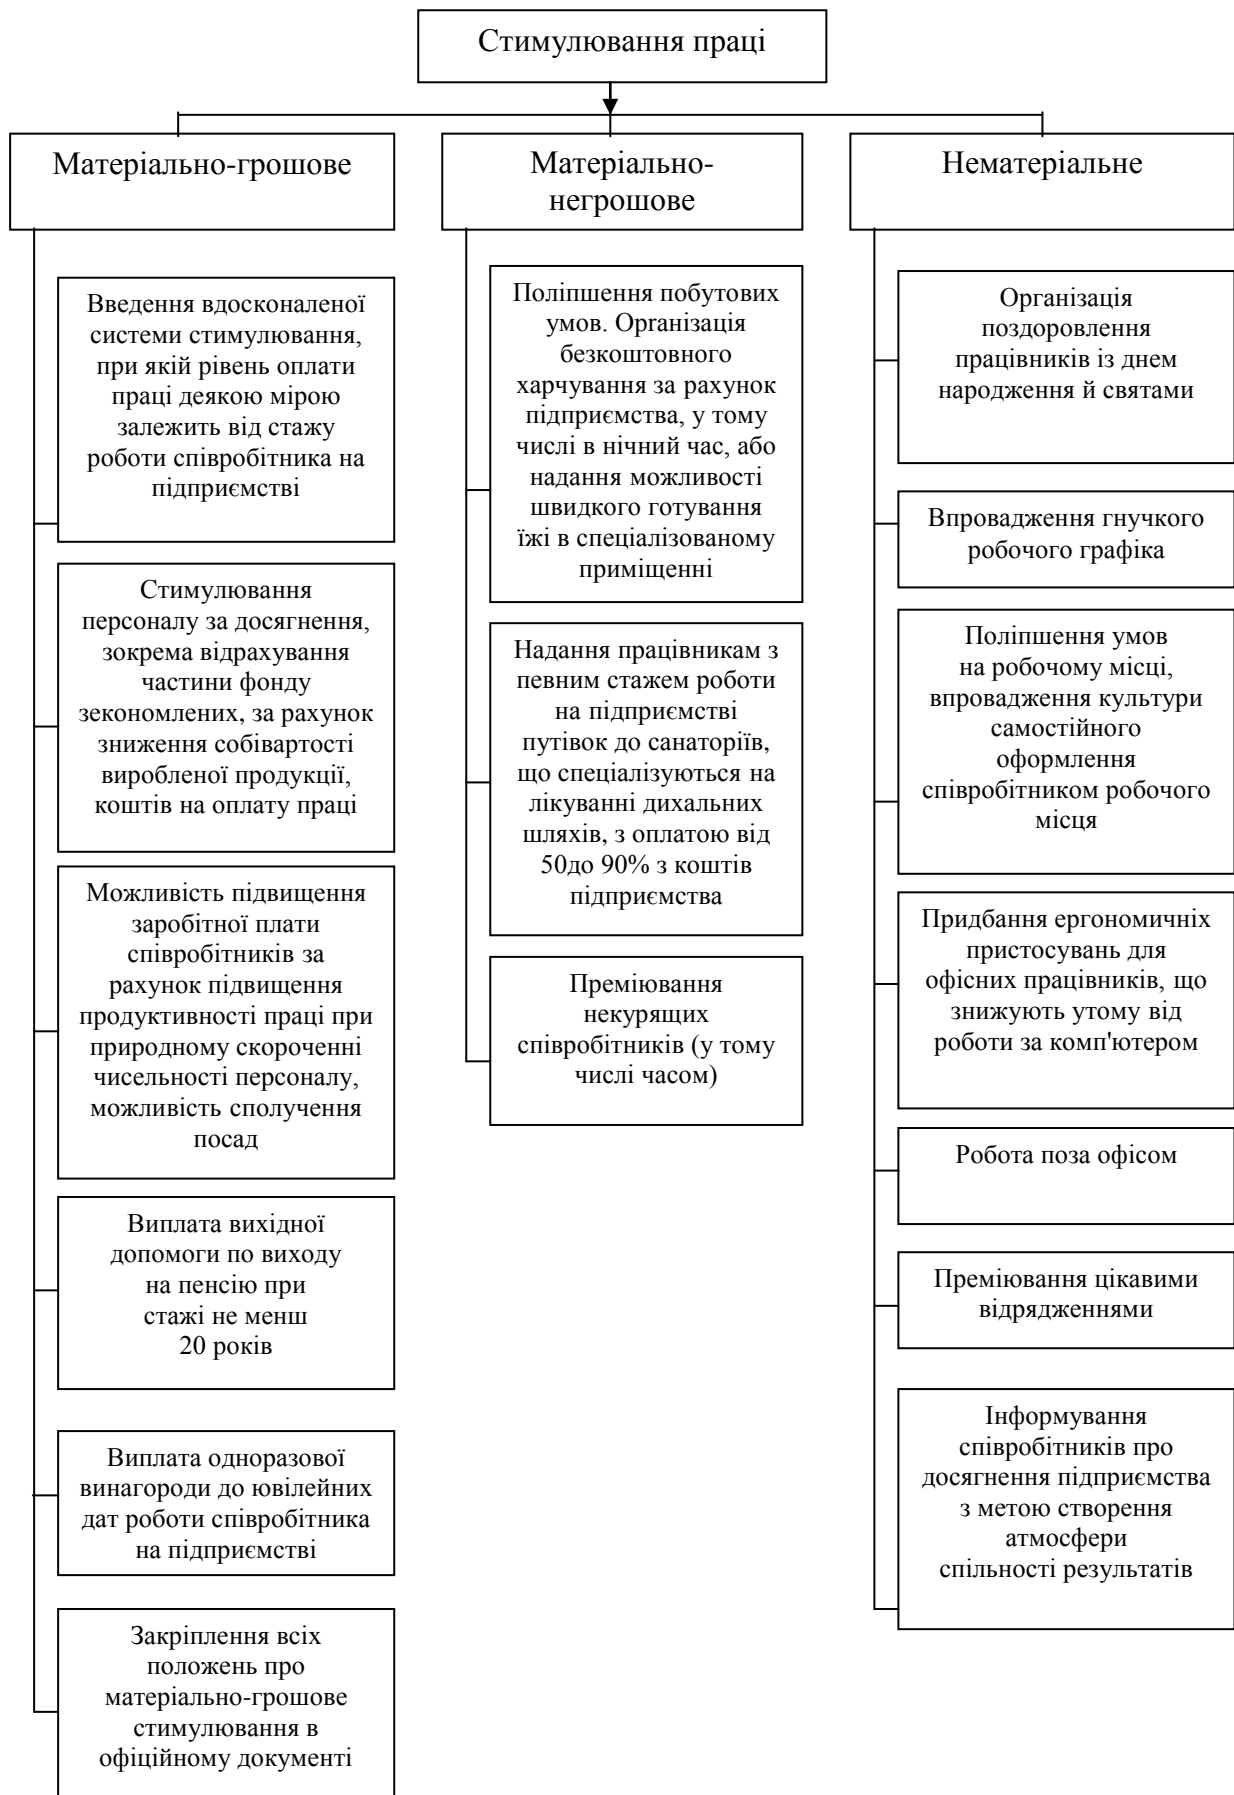 Стимулювання праці
Матеріально-грошове
Матеріально-
негрошове
Нематеріальне
Введення вдосконаленої
системи стимулювання,
при якій рівень оплати
праці деякою мірою
залежить від стажу
роботи співробітника на
підприємстві
Стимулювання
персоналу за досягнення,
зокрема відрахування
частини фонду
зекономлених, за рахунок
зниження собівартості
виробленої продукції,
коштів на оплату праці
Можливість підвищення
заробітної плати
співробітників за
рахунок підвищення
продуктивності праці при
природному скороченні
чисельності персоналу,
можливість сполучення
посад
Виплата вихідної
допомоги по виходу
на пенсію при
стажі не менш
20 років
Виплата одноразової
винагороди до ювілейних
дат роботи співробітника
на підприємстві
Закріплення всіх
положень про
матеріально-грошове
стимулювання в
офіційному документі
Поліпшення побутових
умов. Організація
безкоштовного
харчування за рахунок
підприємства, у тому
числі в нічний час, або
надання можливості
швидкого готування
їжі в спеціалізованому
приміщенні
Надання працівникам з
певним стажем роботи
на підприємстві
путівок до санаторіїв,
що спеціалізуються на
лікуванні дихальних
шляхів, з оплатою від
50до 90% з коштів
підприємства
Преміювання
некурящих
співробітників (у тому
числі часом)
Організація
поздоровлення
працівників із днем
народження й святами
Впровадження гнучкого
робочого графіка
Поліпшення умов
на робочому місці,
впровадження культури
самостійного
оформлення
співробітником робочого
місця
Придбання ергономичніх
пристосувань для
офісних працівників, що
знижують утому від
роботи за комп'ютером
Робота поза офісом
Преміювання цікавими
відрядженнями
Інформування
співробітників про
досягнення підприємства
з метою створення
атмосфери
спільності результатів